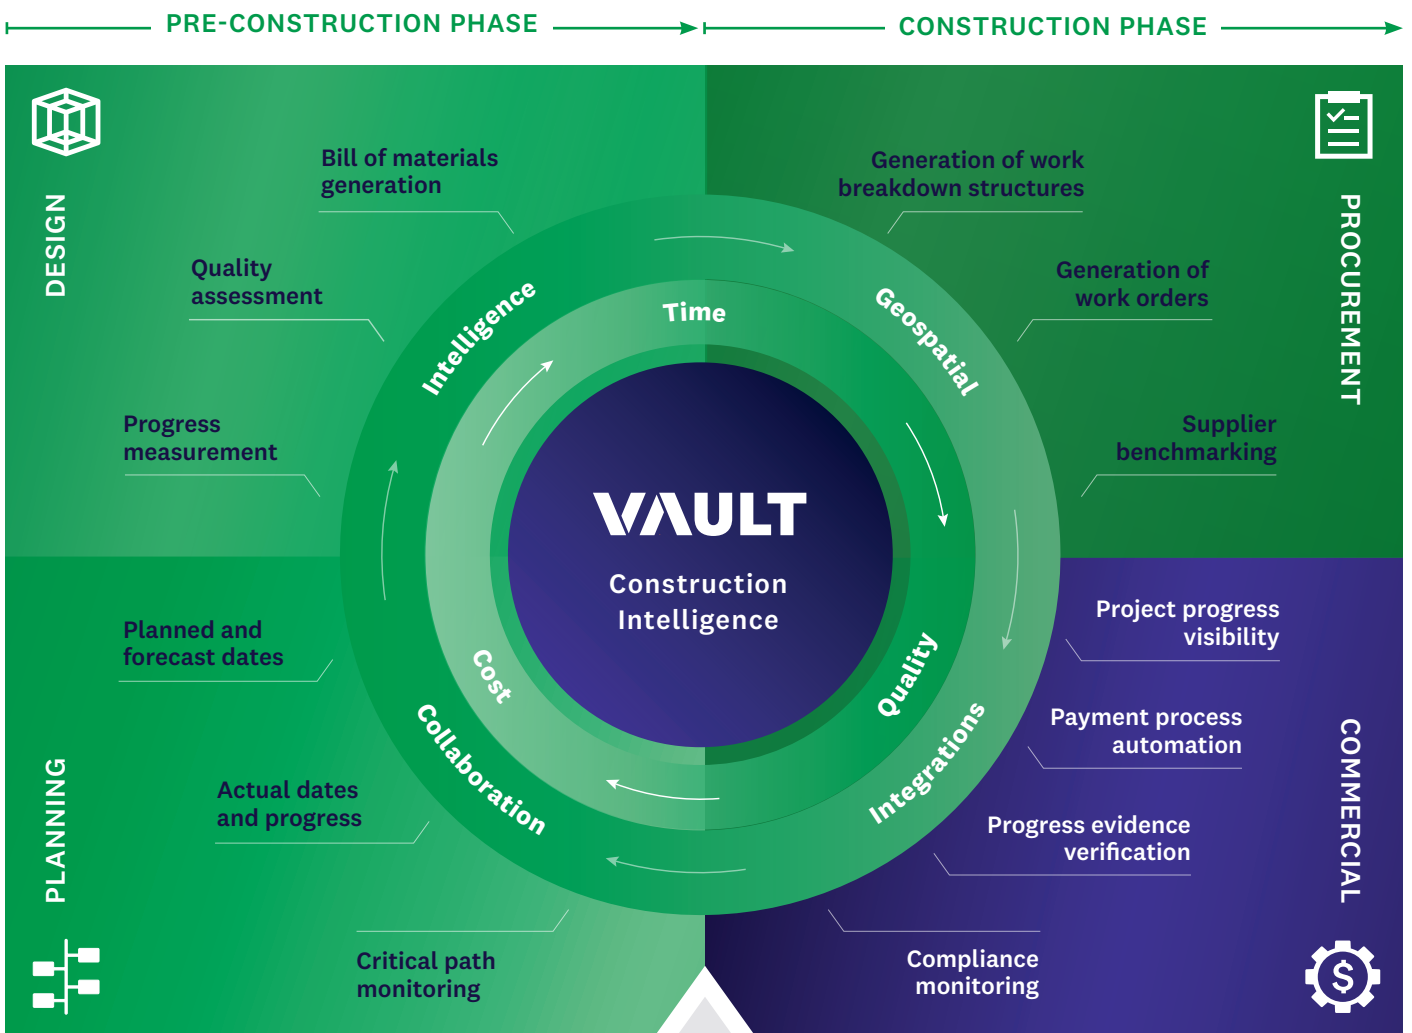 PRE-CONSTRUCTION PHASE
CONSTRUCTION PHASE
DESIGN
Bill of materials
generation
Quality
assessment
Progress
measurement
PROCUREMENT
Generation of work
breakdown structures
Generation of
work orders
Supplier
benchmarking
Intelligence
Geospatial
Integrations
Collaboration
Time
Quality
Cost
VAULT
Construction
Intelligence
PLANNING
Planned and
forecast dates
Actual dates
and progress
Critical path
monitoring
COMMERCIAL
Project progress
visibility
Payment process
automation
Progress evidence
verification
Compliance
monitoring
$